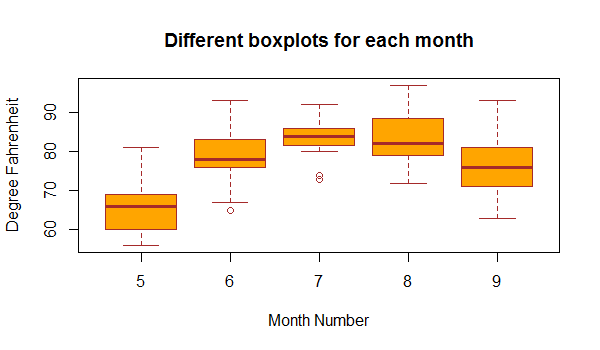 Different boxplots for each month
Degree Fahrenheit
90
80
70
60
5 6 7 8 9
Month Number